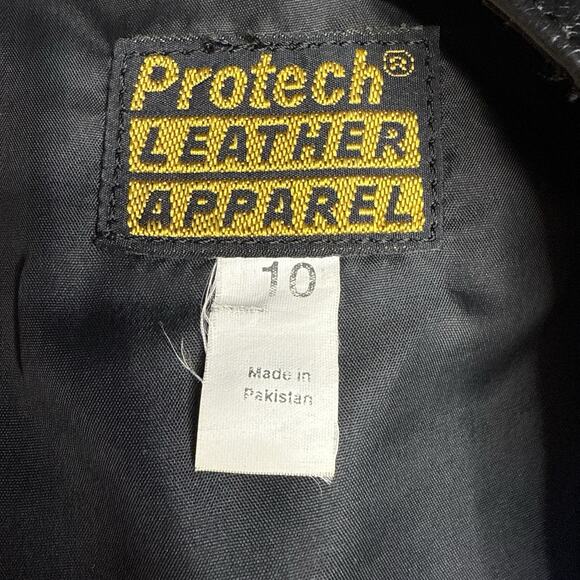 Protech®
LEATHER
APPAREL
10
Made in
Pakistan